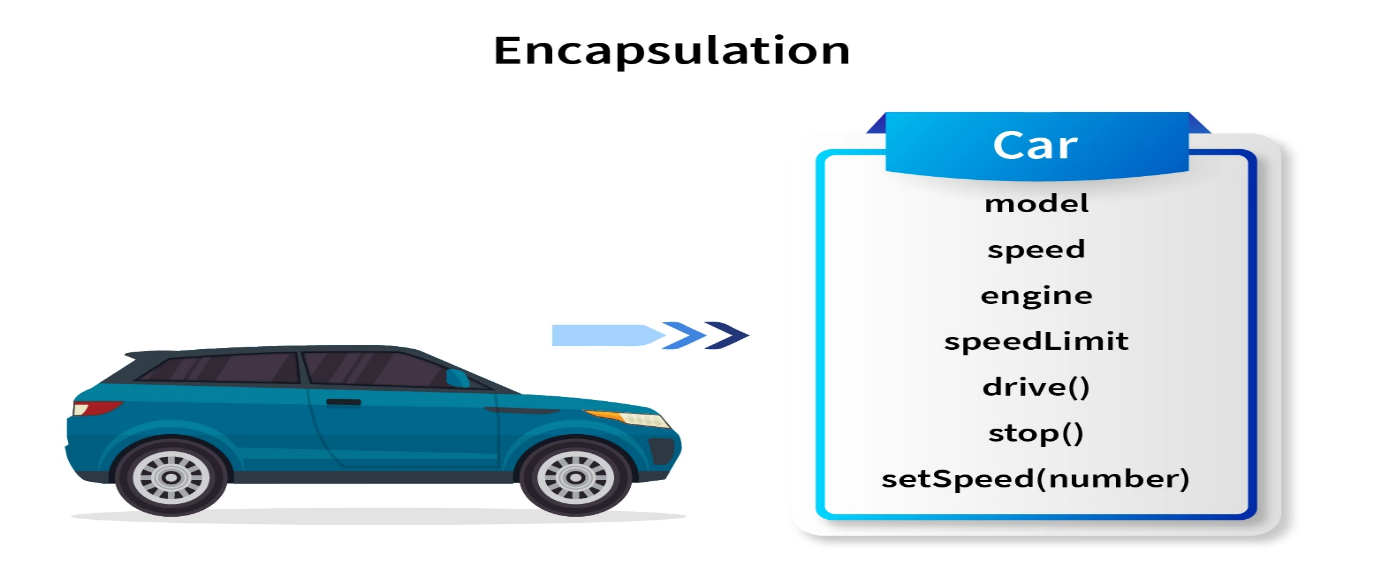 Encapsulation
Car
model
speed
engine
speedLimit
drive()
stop()
setSpeed(number)